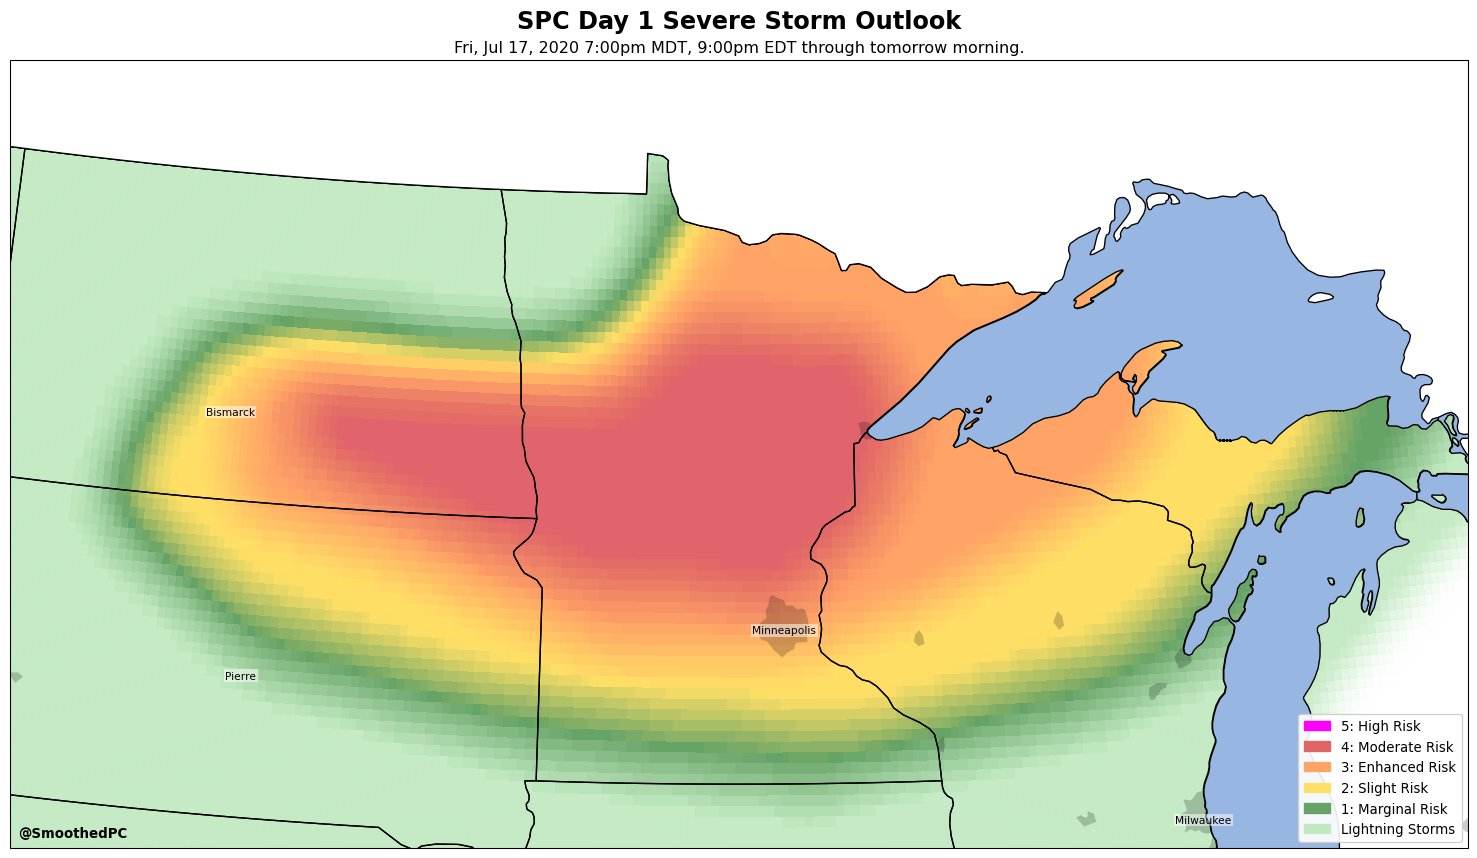 SPC Day 1 Severe Storm Outlook
Fri, Jul 17, 2020 7:00pm MDT, 9:00pm EDT through tomorrow morning.
Bismarck
Minneapolis
Pierre
5: High Risk
4: Moderate Risk
3: Enhanced Risk
2: Slight Risk
1: Marginal Risk
Lightning Storms
Milwaukee
@SmoothedPC